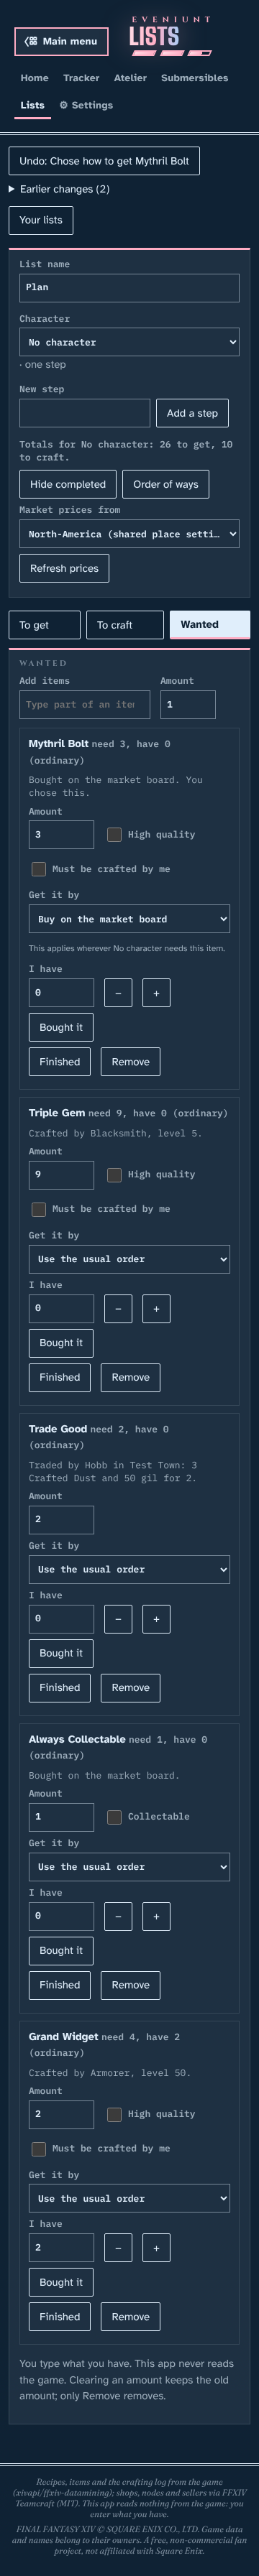 Main menu
EVENIUNT
LISTS
Home Tracker Atelier Submersibles
Lists ⚙ Settings
Undo: Chose how to get Mythril Bolt
▶ Earlier changes (2)
Your lists
List name
Plan
Character
No character
· one step
New step
Add a step
Totals for No character: 26 to get, 10
to craft.
Hide completed Order of ways
Market prices from
North-America (shared place setti…
Refresh prices
To get To craft Wanted
WANTED
Add items Amount
Type part of an iter 1
Mythril Bolt need 3, have 0
(ordinary)
Bought on the market board. You
chose this.
Amount
3 High quality
Must be crafted by me
Get it by
Buy on the market board
This applies wherever No character needs this item.
I have
0 − +
Bought it
Finished Remove
Triple Gem need 9, have 0 (ordinary)
Crafted by Blacksmith, level 5.
Amount
9 High quality
Must be crafted by me
Get it by
Use the usual order
I have
0 − +
Bought it
Finished Remove
Trade Good need 2, have 0
(ordinary)
Traded by Hobb in Test Town: 3
Crafted Dust and 50 gil for 2.
Amount
2
Get it by
Use the usual order
I have
0 − +
Bought it
Finished Remove
Always Collectable need 1, have 0
(ordinary)
Bought on the market board.
Amount
1 Collectable
Get it by
Use the usual order
I have
0 − +
Bought it
Finished Remove
Grand Widget need 4, have 2
(ordinary)
Crafted by Armorer, level 50.
Amount
2 High quality
Must be crafted by me
Get it by
Use the usual order
I have
2 − +
Bought it
Finished Remove
You type what you have. This app never reads
the game. Clearing an amount keeps the old
amount; only Remove removes.
Recipes, items and the crafting log from the game
(xivapi/ffxiv-datamining); shops, nodes and sellers via FFXIV
Teamcraft (MIT). This app reads nothing from the game: you
enter what you have.
FINAL FANTASY XIV © SQUARE ENIX CO., LTD. Game data
and names belong to their owners. A free, non-commercial fan
project, not affiliated with Square Enix.